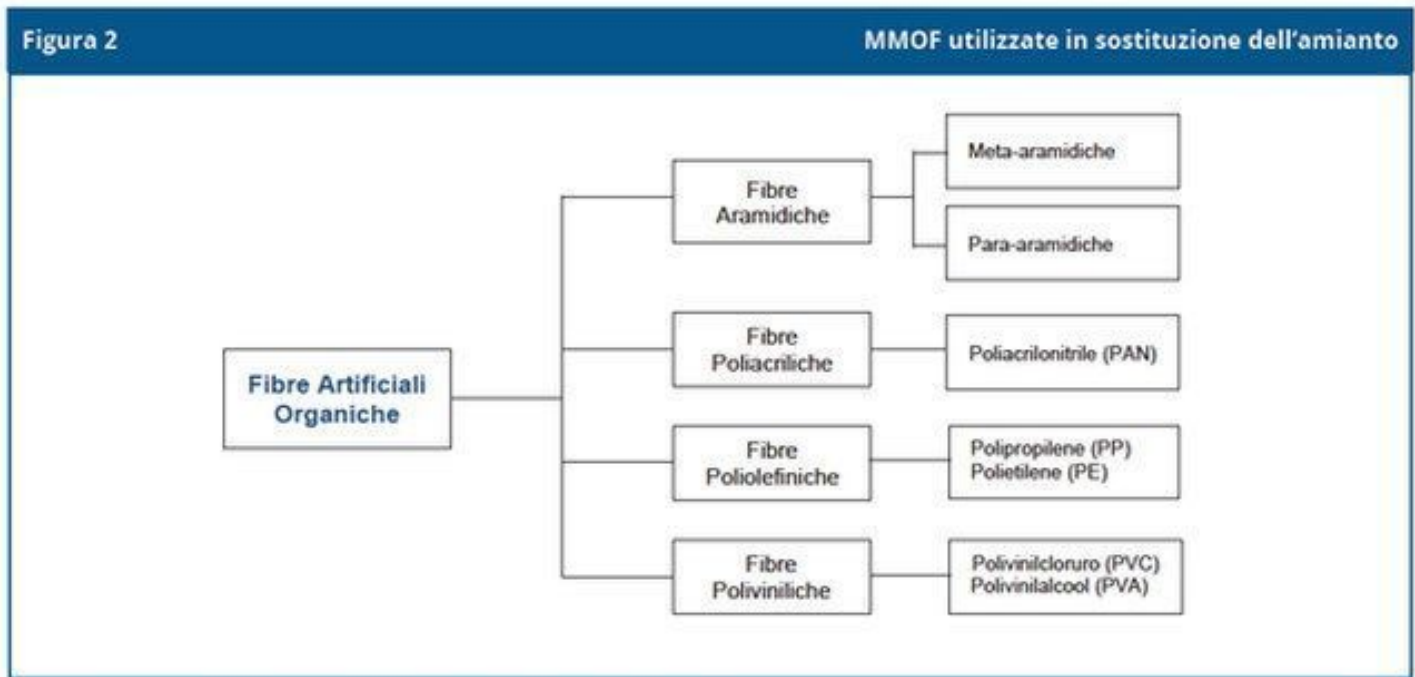 Figura 2
MMOF utilizzate in sostituzione dell'amianto
Fibre Artificiali
Organiche
Fibre
Aramidiche
Meta-aramidiche
Para-aramidiche
Fibre
Poliacriliche
Poliacrilonitrile (PAN)
Fibre
Poliolefiniche
Polipropilene (PP)
Polietilene (PE)
Fibre
Poliviniliche
Polivinilcloruro (PVC)
Polivinilalcool (PVA)